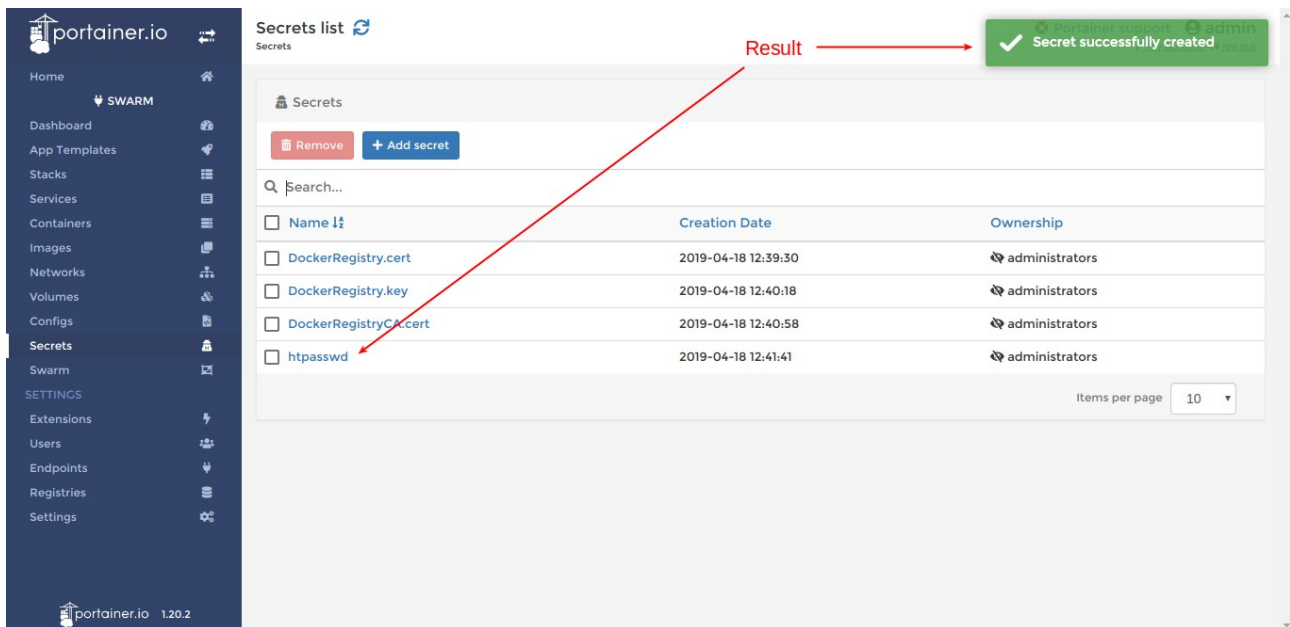 portainer.io
Home
SWARM
Dashboard
App Templates
Stacks
Services
Containers
Images
Networks
Volumes
Configs
Secrets
Swarm
SETTINGS
Extensions
Users
Endpoints
Registries
Settings
portainer.io 1.20.2
Secrets list
Secrets
Result
Portainer support admin
Secret successfully created
log out
Secrets
Remove + Add secret
Search...
Name Creation Date Ownership
DockerRegistry.cert 2019-04-18 12:39:30 administrators
DockerRegistry.key 2019-04-18 12:40:18 administrators
DockerRegistryCA.cert 2019-04-18 12:40:58 administrators
htpasswd 2019-04-18 12:41:41 administrators
Items per page 10